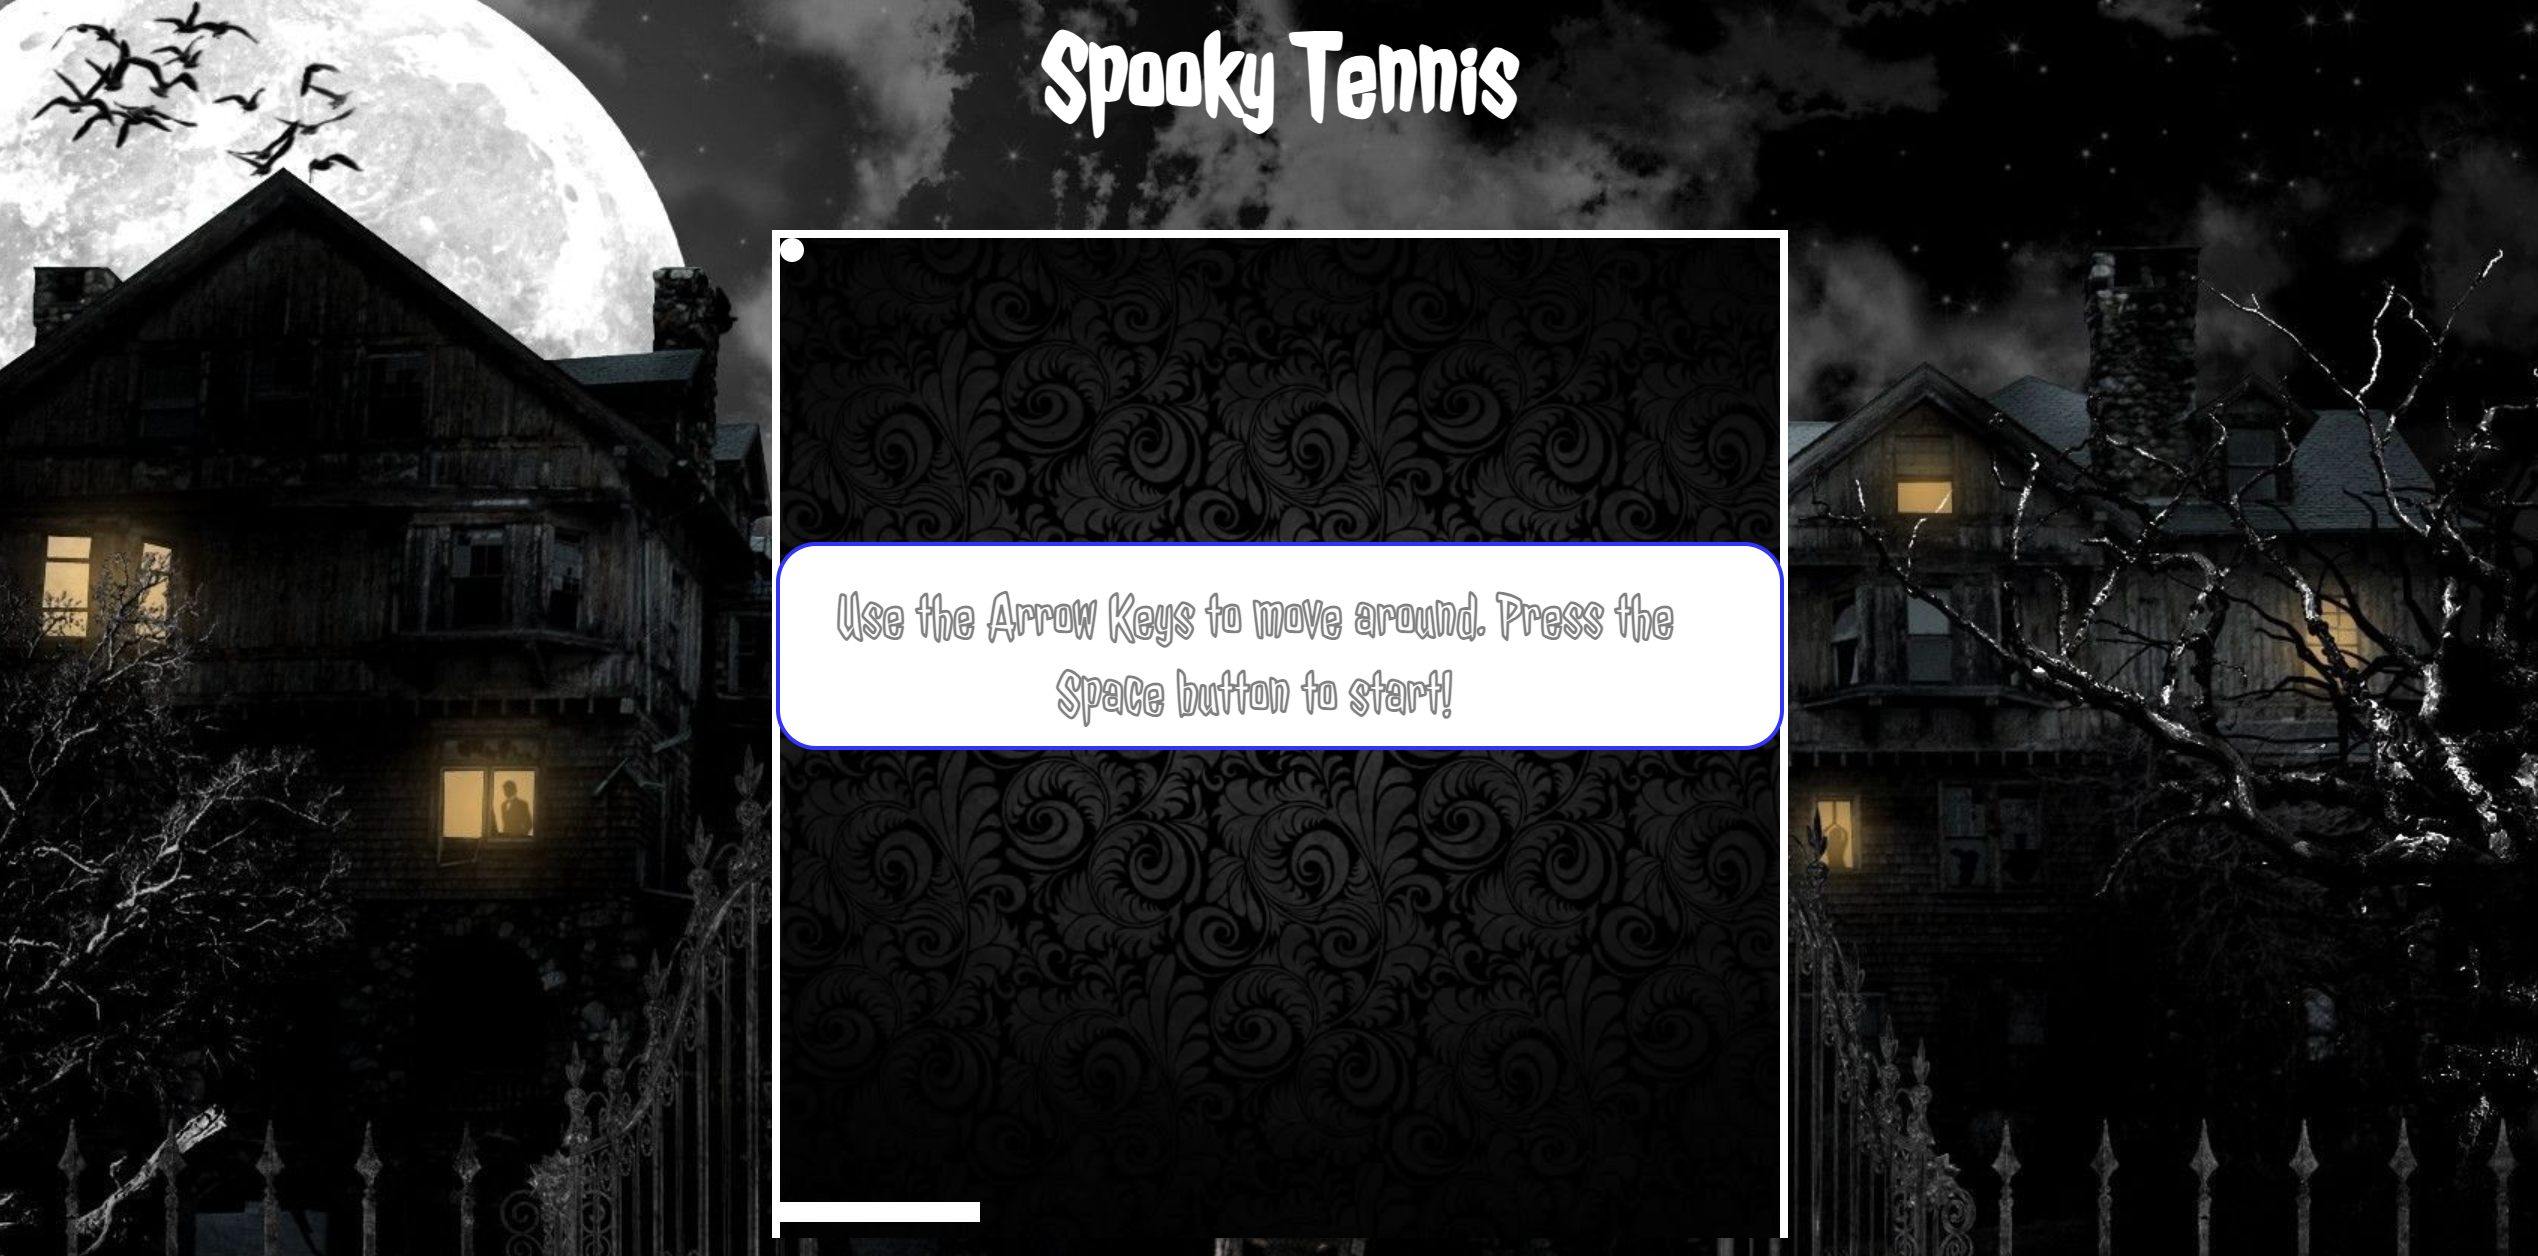 Spooky Tennis
Use the Arrow Keys to move around. Press the
Space button to start!